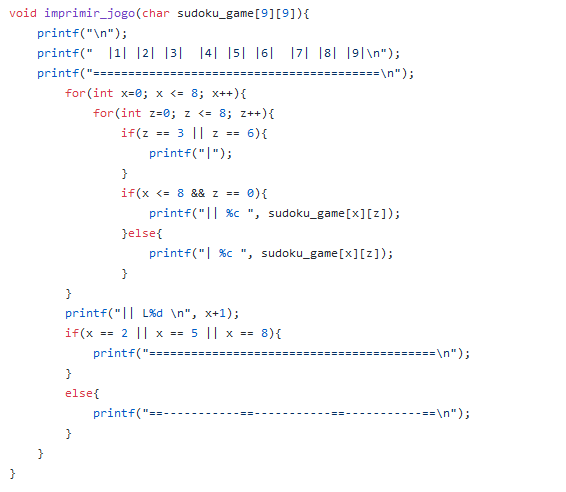 void imprimir_jogo(char sudoku_game[9][9]){
    printf("\n");
    printf("  |1| |2| |3|  |4| |5| |6|  |7| |8| |9|\n");
    printf("=========================================\n");
        for(int x=0; x <= 8; x++){
            for(int z=0; z <= 8; z++){
                if(z == 3 || z == 6){
                    printf("|");
                }
                if(x <= 8 && z == 0){
                    printf("|| %c ", sudoku_game[x][z]);
                }else{
                    printf("| %c ", sudoku_game[x][z]);
                }
        }
        printf("|| L%d \n", x+1);
        if(x == 2 || x == 5 || x == 8){
            printf("=========================================\n");
        }
        else{
            printf("==-----------==-----------==-----------==\n");
        }
    }
}